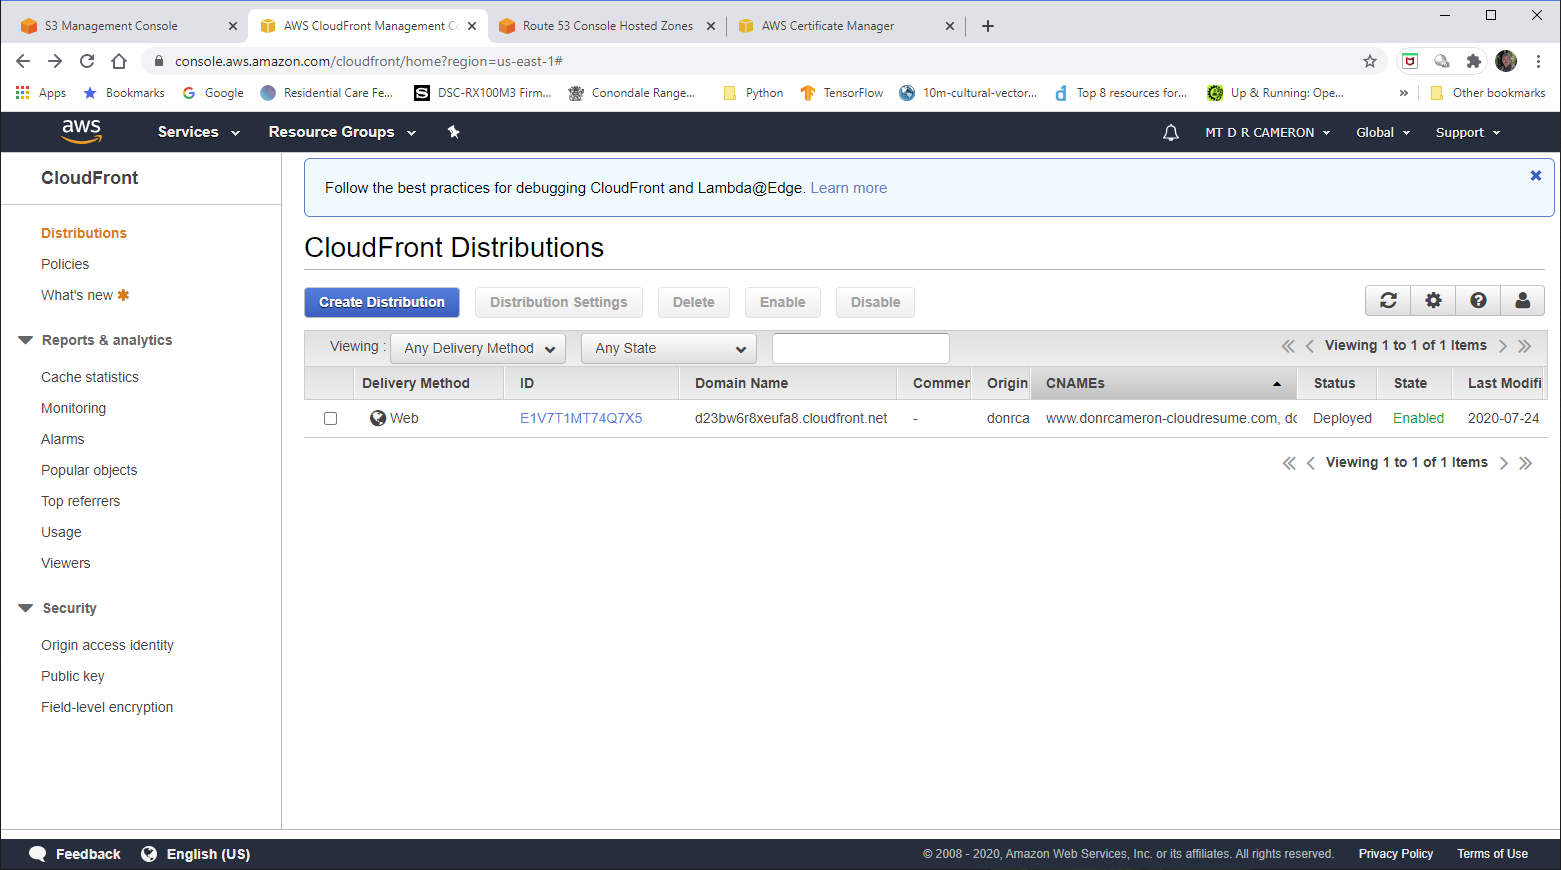 S3 Management Console
AWS CloudFront Management Co
Route 53 Console Hosted Zones
AWS Certificate Manager
console.aws.amazon.com/cloudfront/home?region=us-east-1#
Apps Bookmarks Google Residential Care Fe... DSC-RX100M3 Firm... Conondale Range... Python TensorFlow 10m-cultural-vector... Top 8 resources for... Up & Running: Ope... » Other bookmarks
aws Services Resource Groups MT D R CAMERON Global Support
CloudFront
Distributions
Policies
What's new
Reports & analytics
Cache statistics
Monitoring
Alarms
Popular objects
Top referrers
Usage
Viewers
Security
Origin access identity
Public key
Field-level encryption
Follow the best practices for debugging CloudFront and Lambda@Edge. Learn more
CloudFront Distributions
Create Distribution Distribution Settings Delete Enable Disable
Viewing : Any Delivery Method Any State Viewing 1 to 1 of 1 Items
Delivery Method ID Domain Name Commen Origin CNAMEs Status State Last Modifi
Web E1V7T1MT74Q7X5 d23bw6r8xeufa8.cloudfront.net - donrca www.donrcameron-cloudresume.com, dc Deployed Enabled 2020-07-24
Viewing 1 to 1 of 1 Items
Feedback English (US) © 2008 - 2020, Amazon Web Services, Inc. or its affiliates. All rights reserved. Privacy Policy Terms of Use